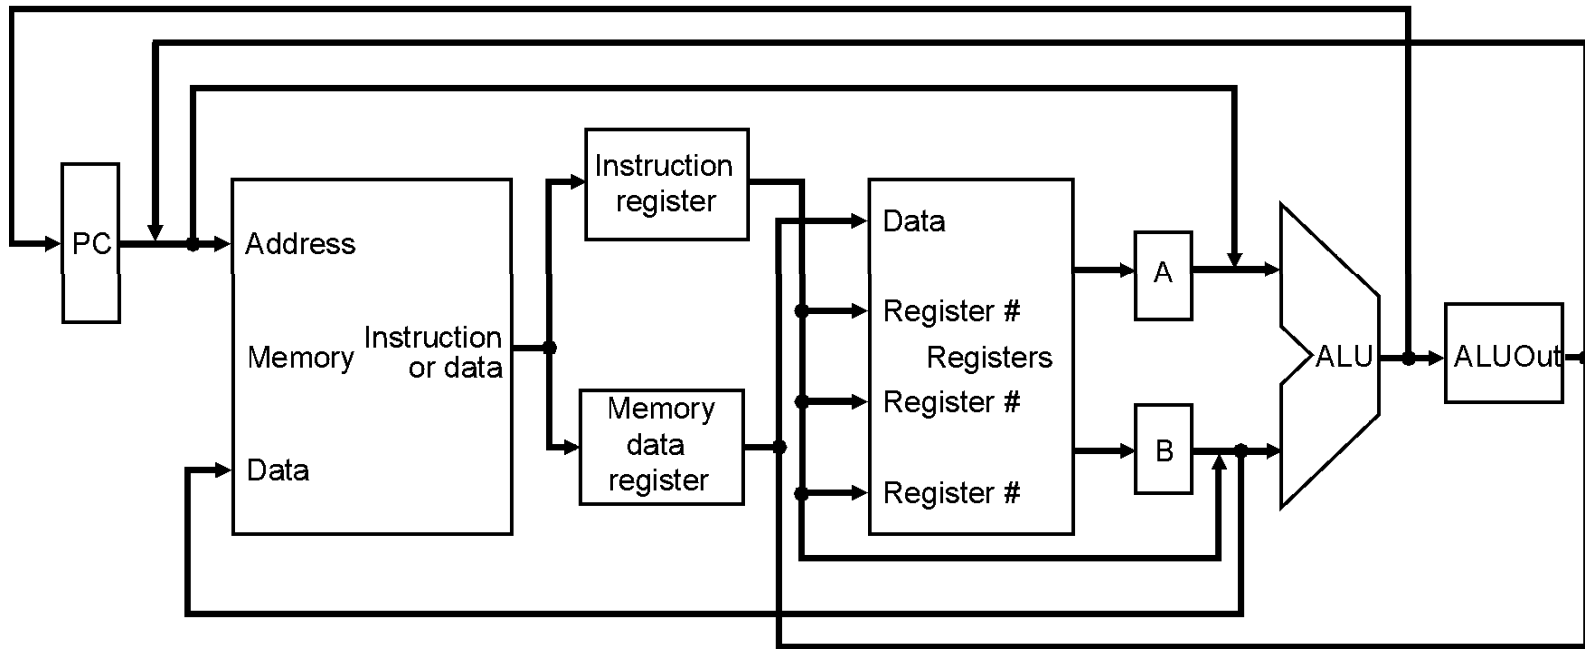 PC
Address
Memory
Instruction
or data
Data
Instruction
register
Memory
data
register
Data
Register #
Registers
Register #
Register #
A
B
ALU
ALUOut